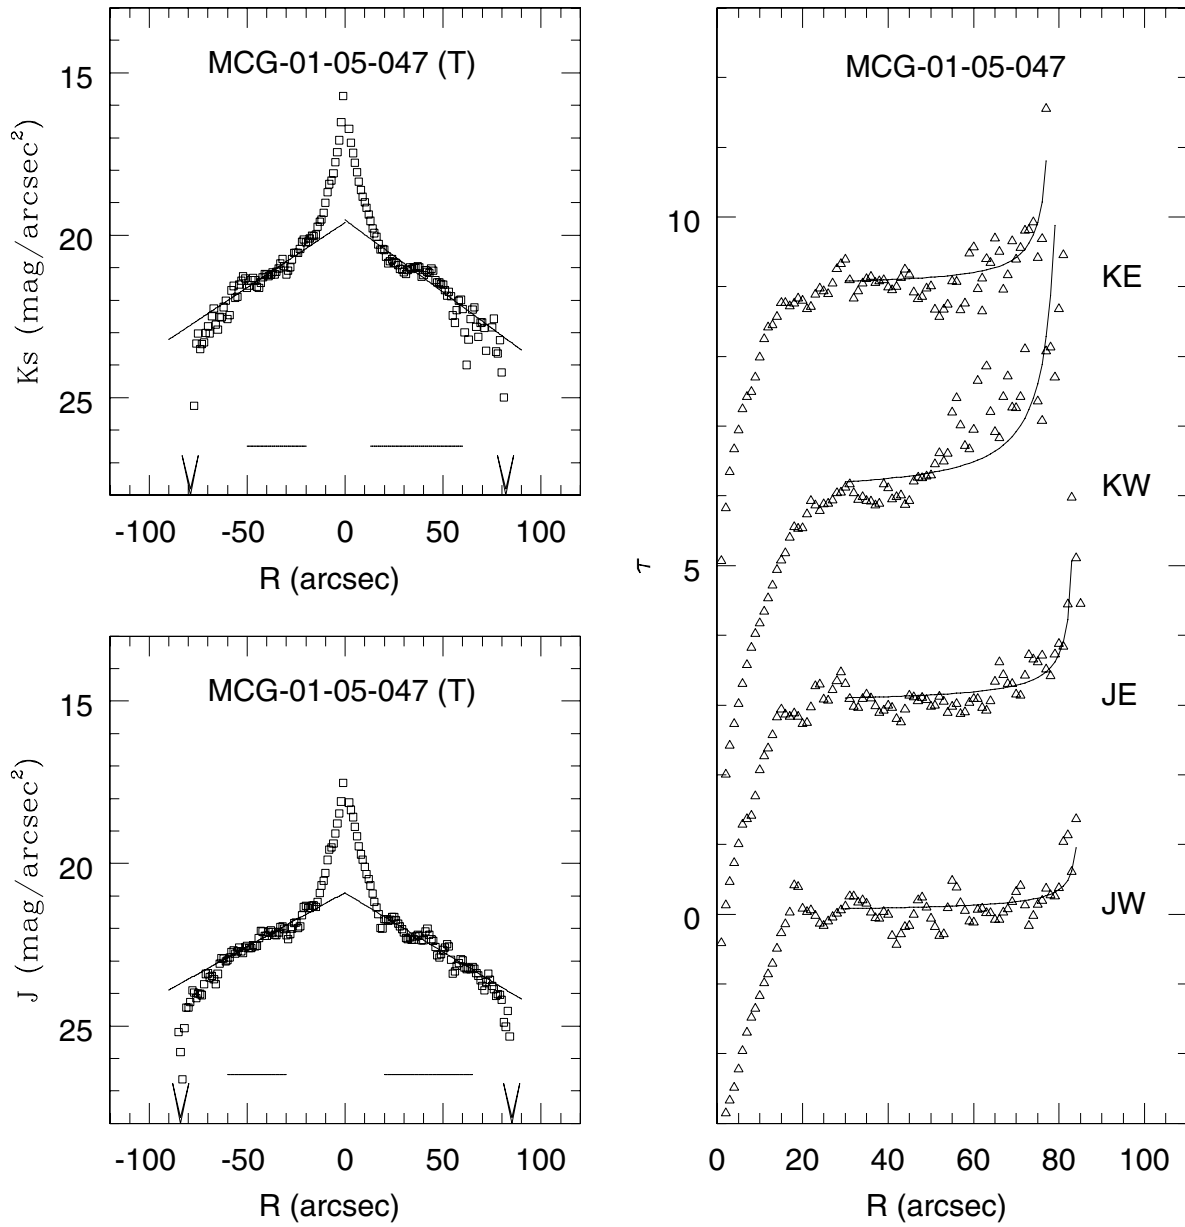 MCG-01-05-047 (T)
15
20
25
Ks (mag/arcsec²)
-100 -50 0 50 100
R (arcsec)
MCG-01-05-047 (T)
15
20
25
J (mag/arcsec²)
-100 -50 0 50 100
R (arcsec)
MCG-01-05-047
10
5
0
τ
KE
KW
JE
JW
0 20 40 60 80 100
R (arcsec)